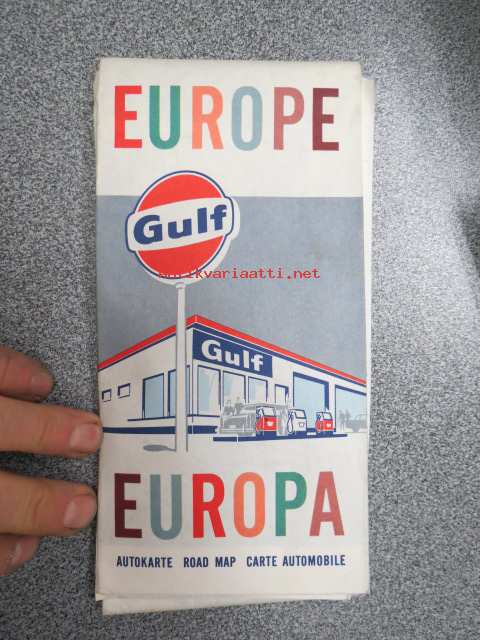 EUROPE
Gulf
antikvariaatti.net
Gulf
EUROPA
AUTOKARTE ROAD MAP CARTE AUTOMOBILE